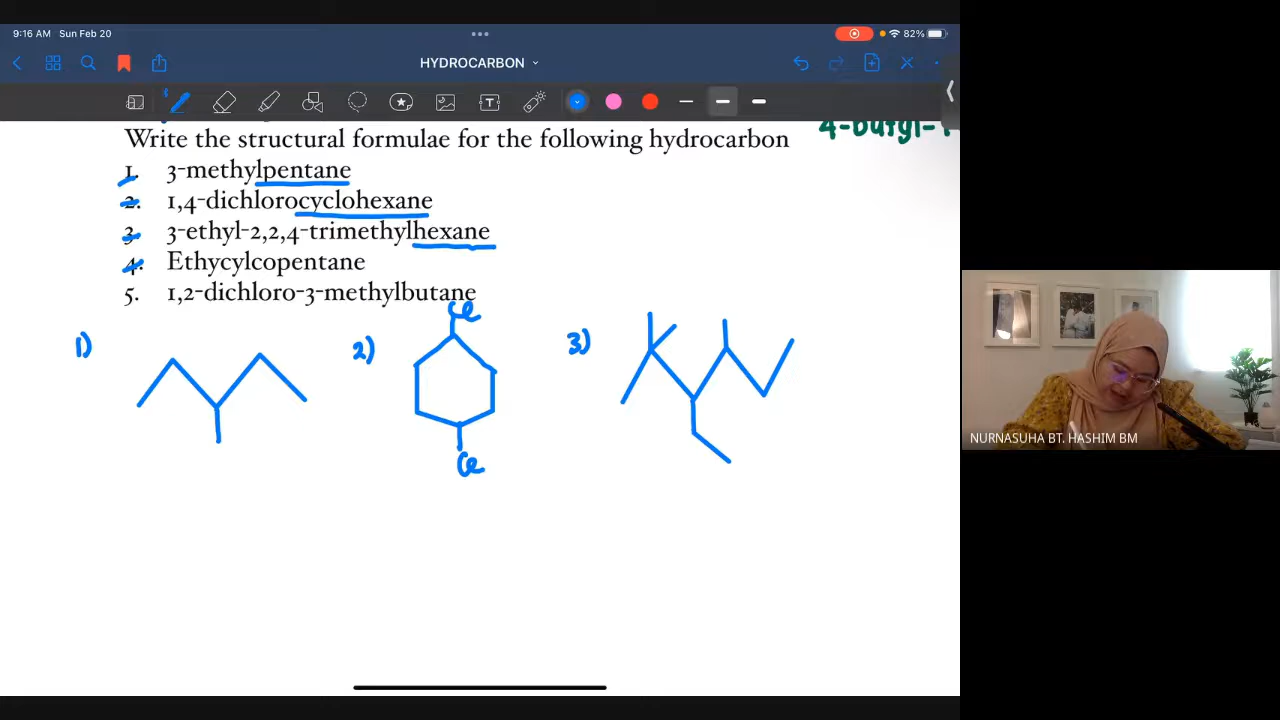 9:16 AM Sun Feb 20
82%
HYDROCARBON
T
Write the structural formulae for the following hydrocarbon
1. 3-methylpentane
2. 1,4-dichlorocyclohexane
3. 3-ethyl-2,2,4-trimethylhexane
4. Ethycylcopentane
5. 1,2-dichloro-3-methylbutane
1)
2)
3)
Cl
Cl
NURNASUHA BT. HASHIM BM